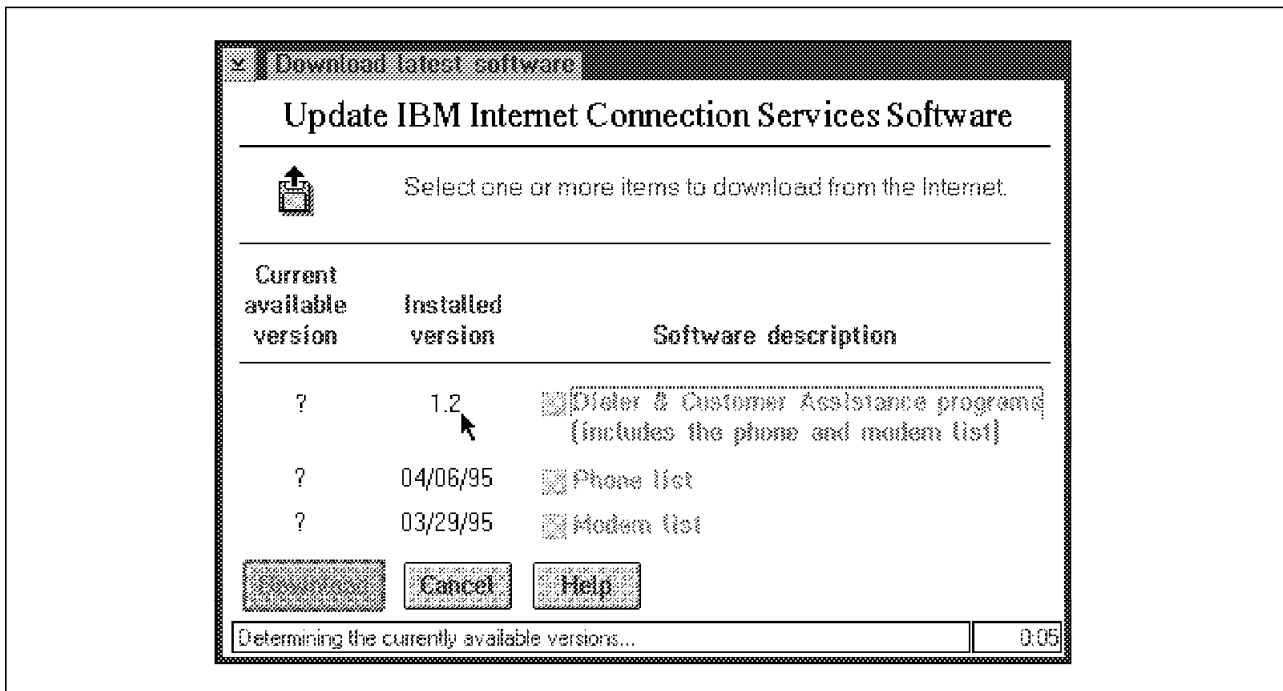 Download latest software
Update IBM Internet Connection Services Software
Select one or more items to download from the Internet.
Current
available
version
Installed
version
Software description
? 1.2 Dialer & Customer Assistance programs
(includes the phone and modem list)
? 04/06/95 Phone list
? 03/29/95 Modem list
Download Cancel Help
Determining the currently available versions... 0:05